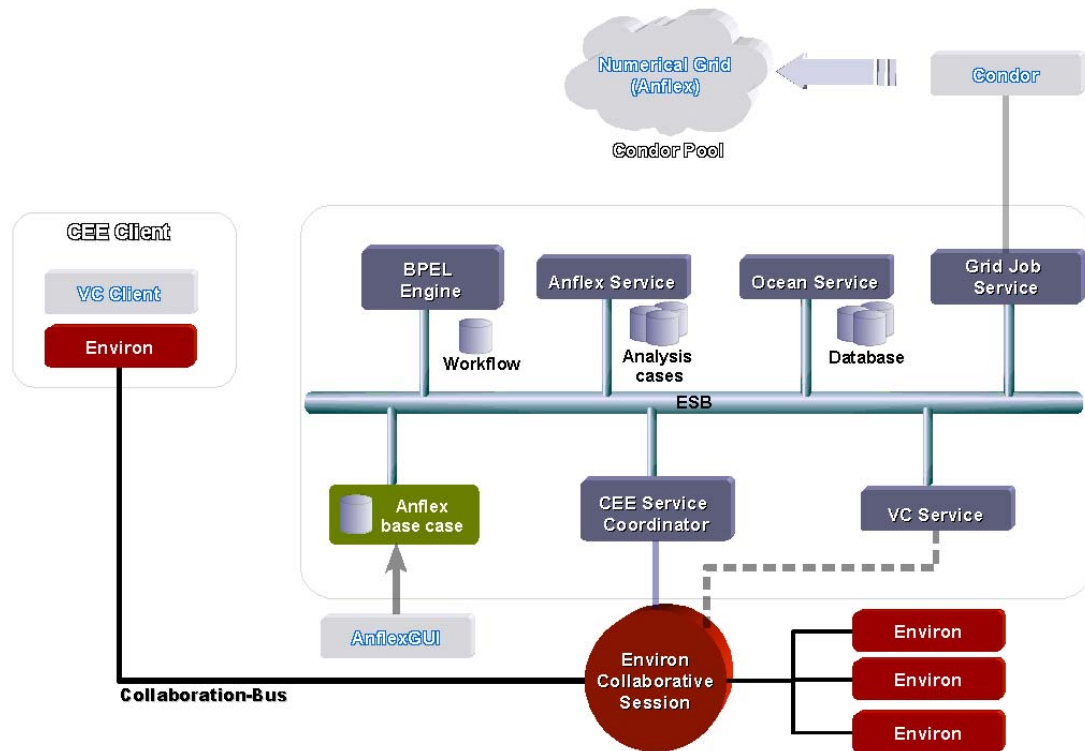 Numerical Grid
(Anflex)
Condor
Condor Pool
CEE Client
VC Client
Environ
BPEL
Engine
Anflex Service
Ocean Service
Grid Job
Service
Workflow
Analysis
cases
Database
ESB
Anflex
base case
CEE Service
Coordinator
VC Service
AnflexGUI
Environ
Collaborative
Session
Environ
Environ
Environ
Collaboration-Bus